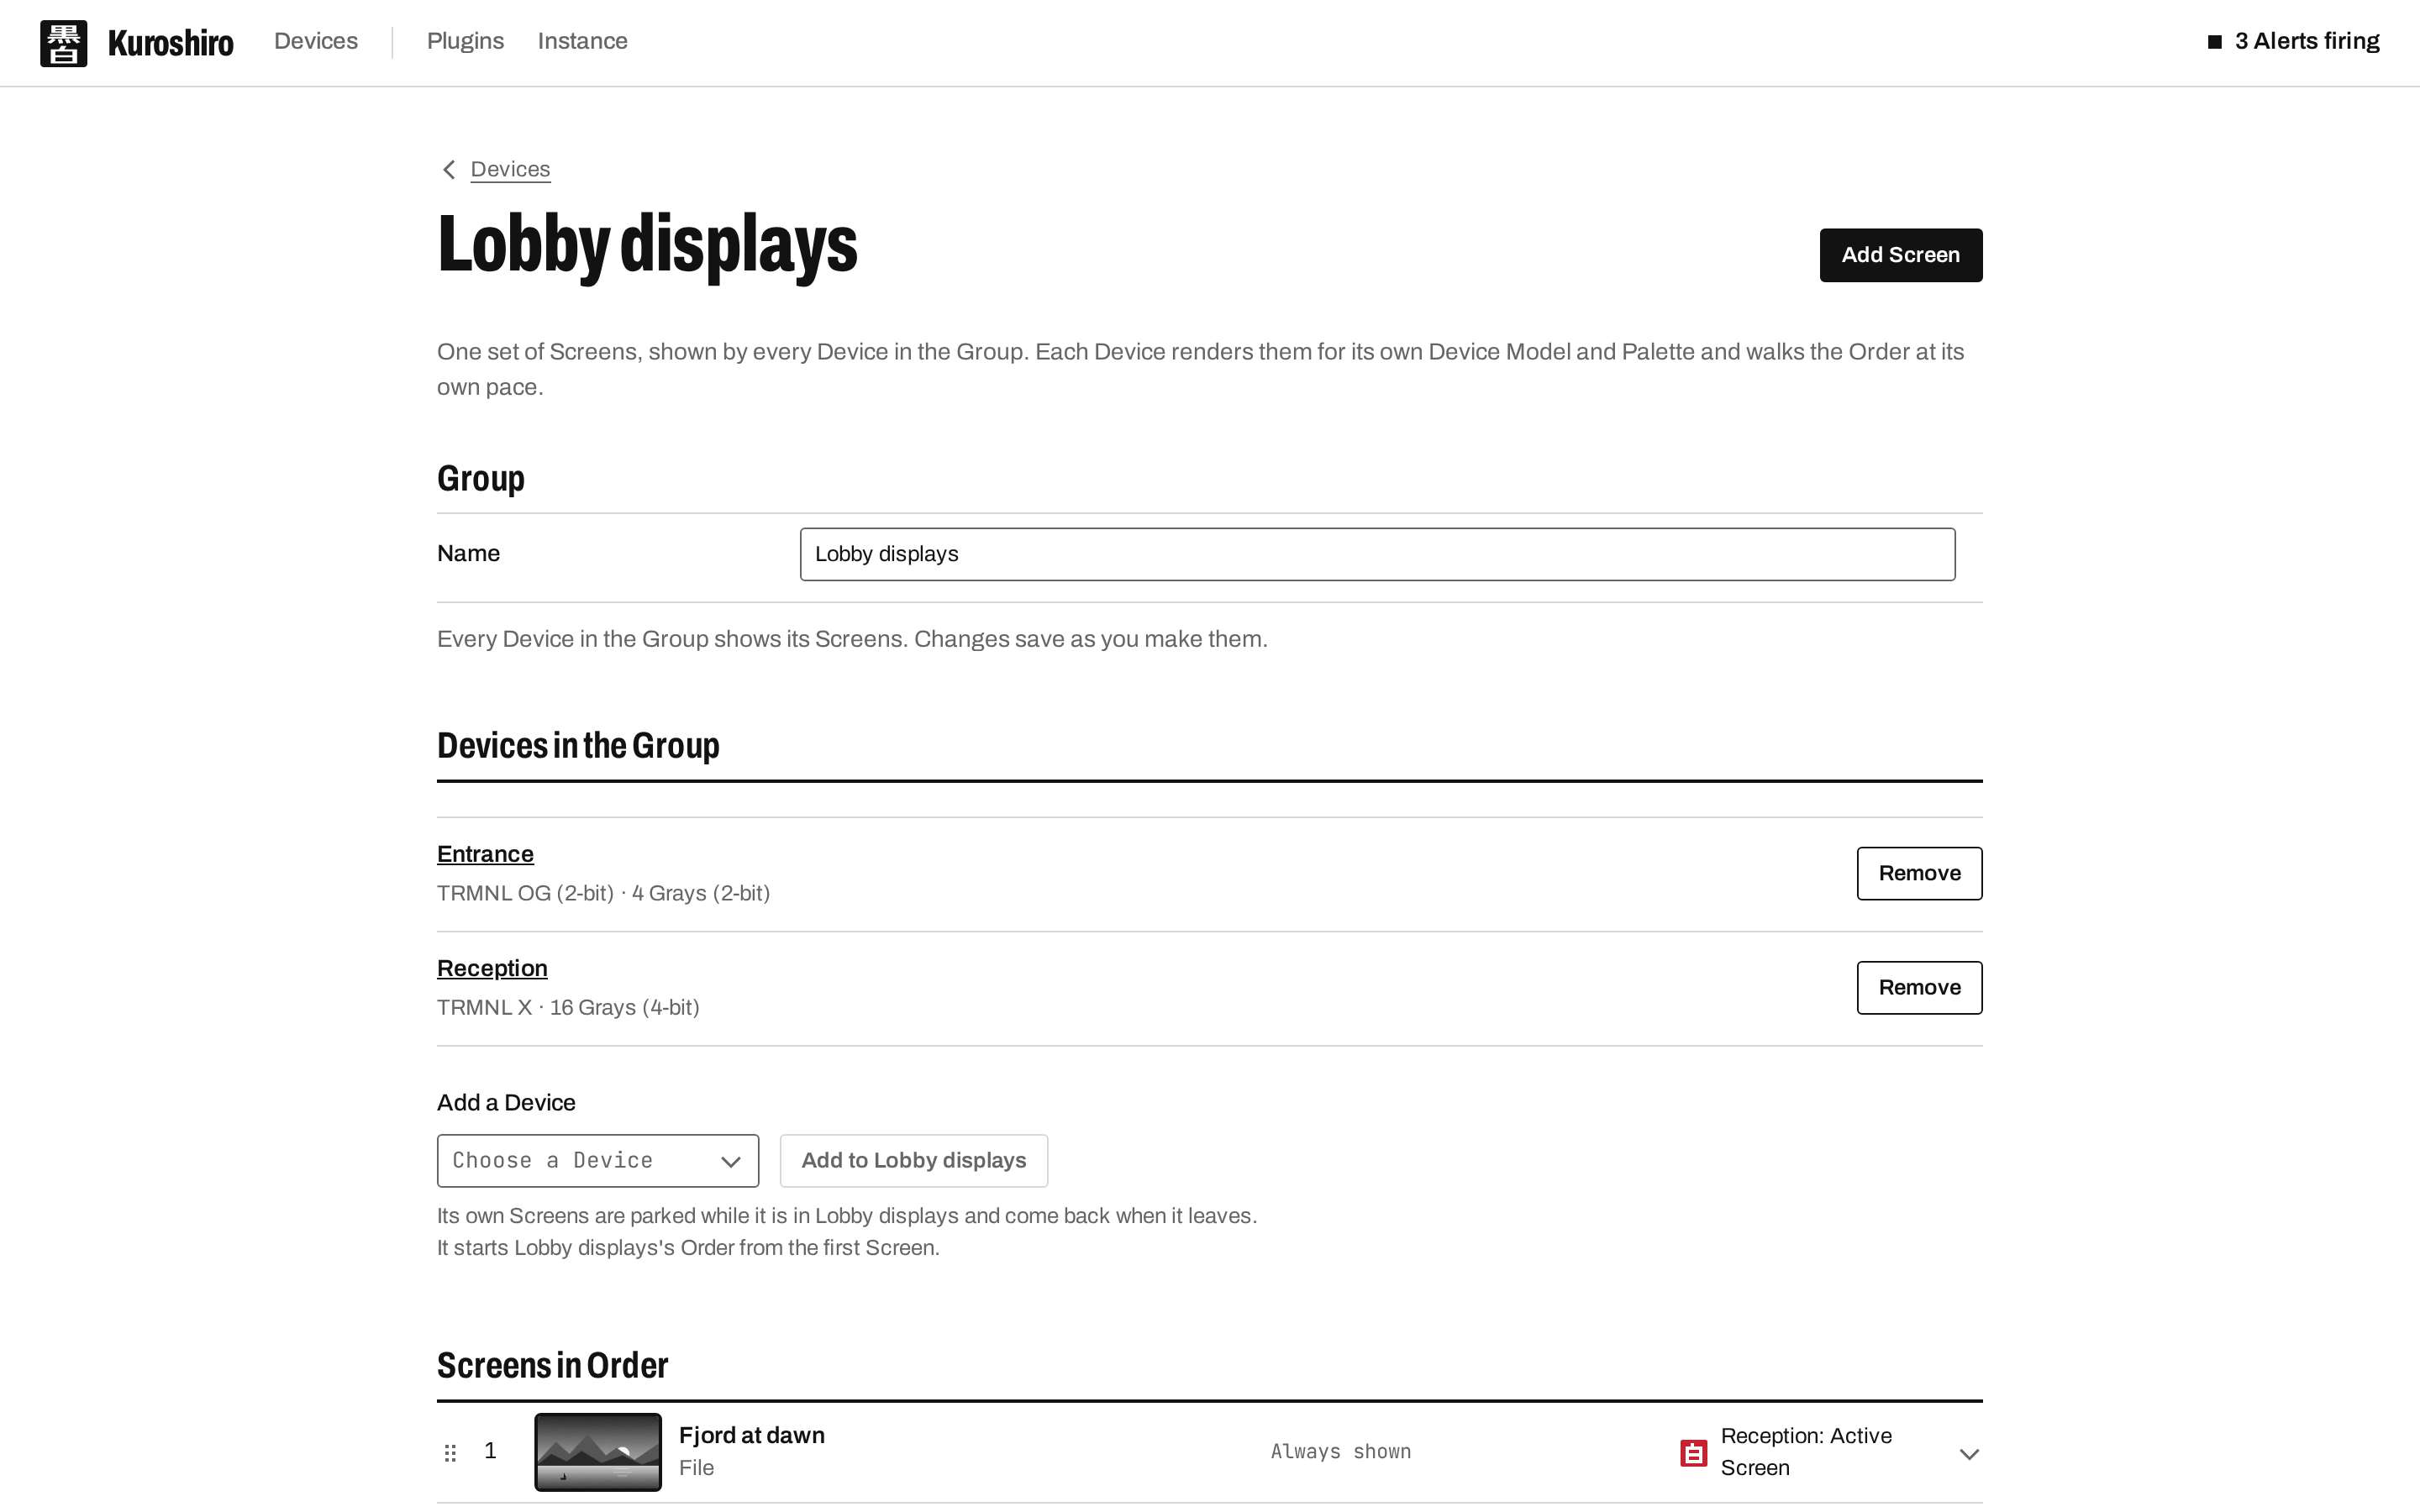 黒白
Kuroshiro
Devices
Plugins
Instance
3 Alerts firing
Devices
Lobby displays
Add Screen
One set of Screens, shown by every Device in the Group. Each Device renders them for its own Device Model and Palette and walks the Order at its
own pace.
Group
Name
Lobby displays
Every Device in the Group shows its Screens. Changes save as you make them.
Devices in the Group
Entrance
TRMNL OG (2-bit) · 4 Grays (2-bit)
Remove
Reception
TRMNL X · 16 Grays (4-bit)
Remove
Add a Device
Choose a Device
Add to Lobby displays
Its own Screens are parked while it is in Lobby displays and come back when it leaves.
It starts Lobby displays's Order from the first Screen.
Screens in Order
1
Fjord at dawn
File
Always shown
白
Reception: Active
Screen